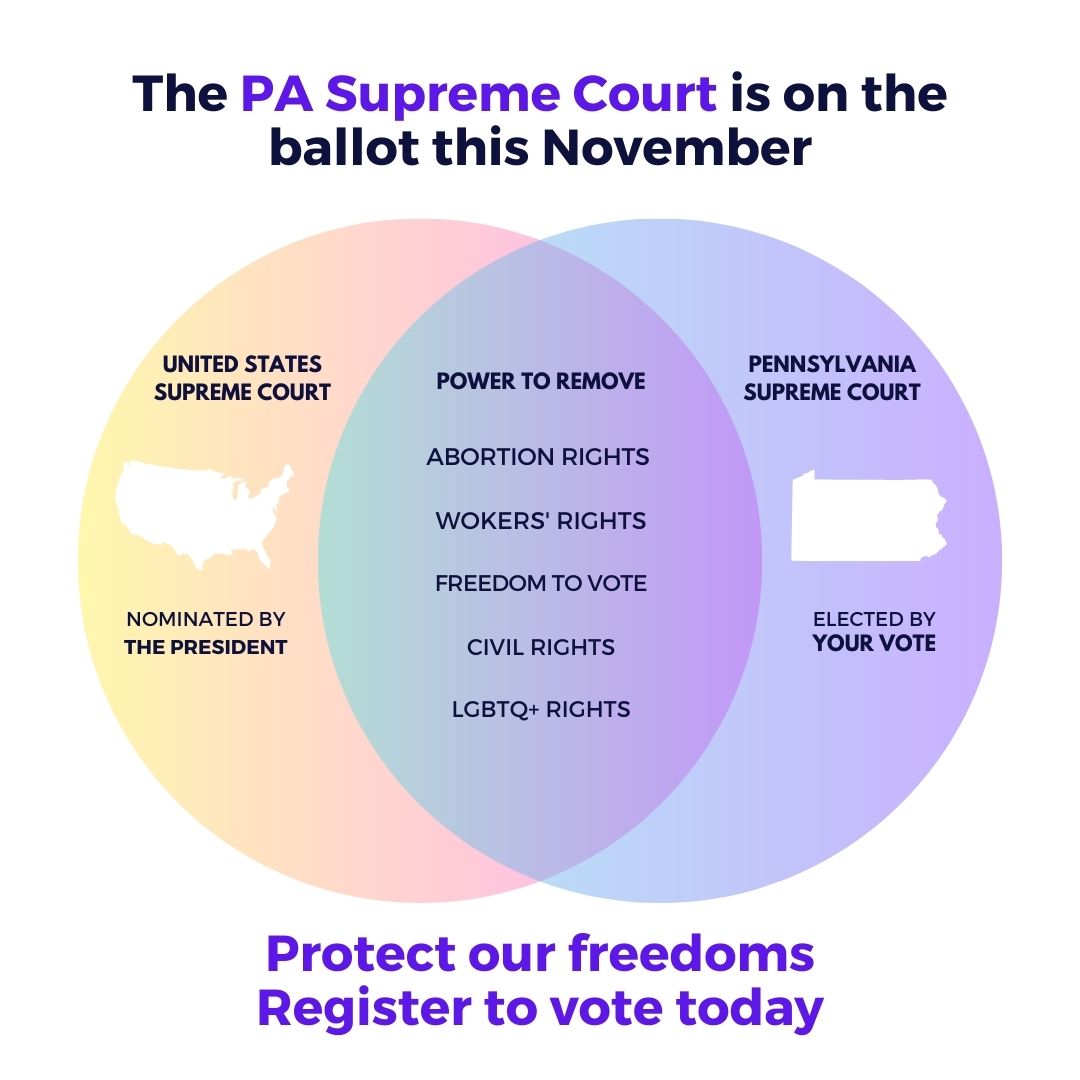 The PA Supreme Court is on the
ballot this November
UNITED STATES
SUPREME COURT
NOMINATED BY
THE PRESIDENT
POWER TO REMOVE
ABORTION RIGHTS
WOKERS' RIGHTS
FREEDOM TO VOTE
CIVIL RIGHTS
LGBTQ+ RIGHTS
PENNSYLVANIA
SUPREME COURT
ELECTED BY
YOUR VOTE
Protect our freedoms
Register to vote today